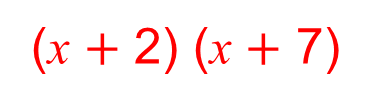 (x + 2) (x + 7)